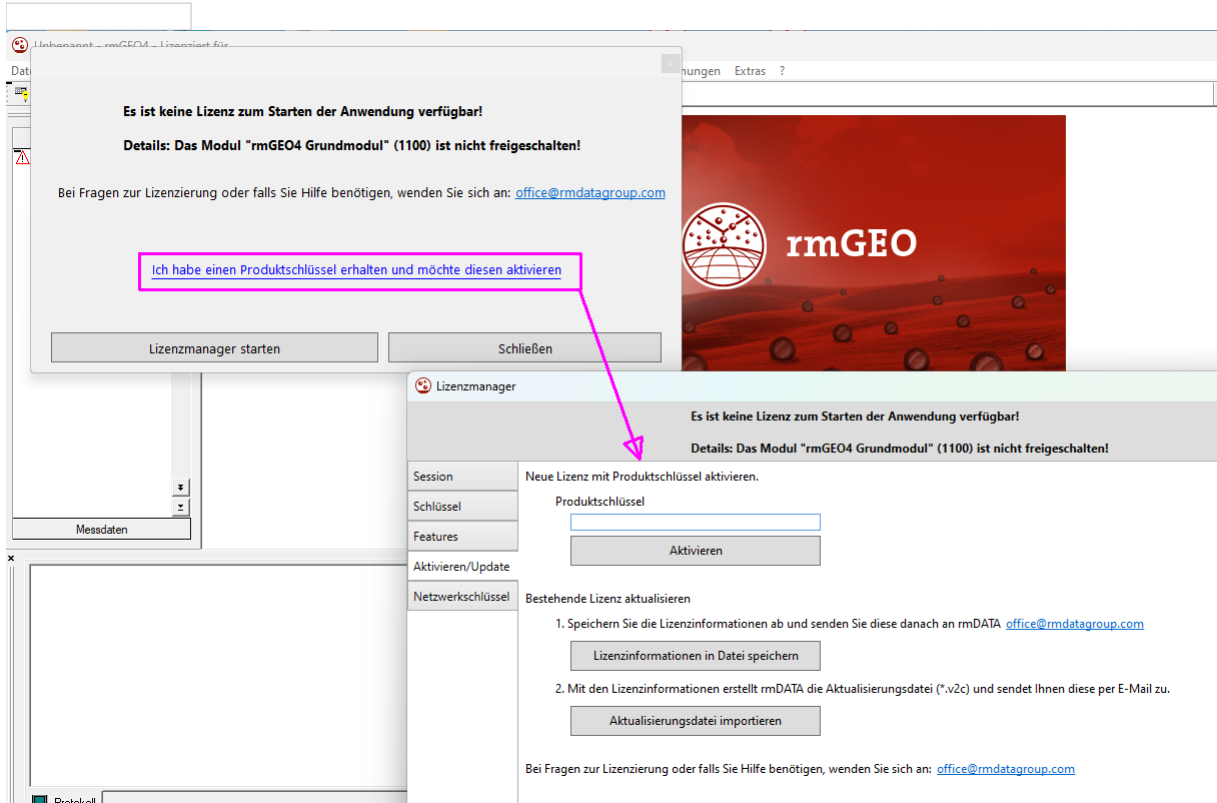 Unbenannt - rmGEO4 - Lizenziert für
Dat
nungen Extras ?
Es ist keine Lizenz zum Starten der Anwendung verfügbar!
Details: Das Modul "rmGEO4 Grundmodul" (1100) ist nicht freigeschalten!
Bei Fragen zur Lizenzierung oder falls Sie Hilfe benötigen, wenden Sie sich an: office@rmdatagroup.com
Ich habe einen Produktschlüssel erhalten und möchte diesen aktivieren
Lizenzmanager starten
Schließen
rmGEO
Messdaten
Protokoll
Lizenzmanager
Es ist keine Lizenz zum Starten der Anwendung verfügbar!
Details: Das Modul "rmGEO4 Grundmodul" (1100) ist nicht freigeschalten!
Session
Schlüssel
Features
Aktivieren/Update
Netzwerkschlüssel
Neue Lizenz mit Produktschlüssel aktivieren.
Produktschlüssel
Aktivieren
Bestehende Lizenz aktualisieren
1. Speichern Sie die Lizenzinformationen ab und senden Sie diese danach an rmDATA office@rmdatagroup.com
Lizenzinformationen in Datei speichern
2. Mit den Lizenzinformationen erstellt rmDATA die Aktualisierungsdatei (*.v2c) und sendet Ihnen diese per E-Mail zu.
Aktualisierungsdatei importieren
Bei Fragen zur Lizenzierung oder falls Sie Hilfe benötigen, wenden Sie sich an: office@rmdatagroup.com